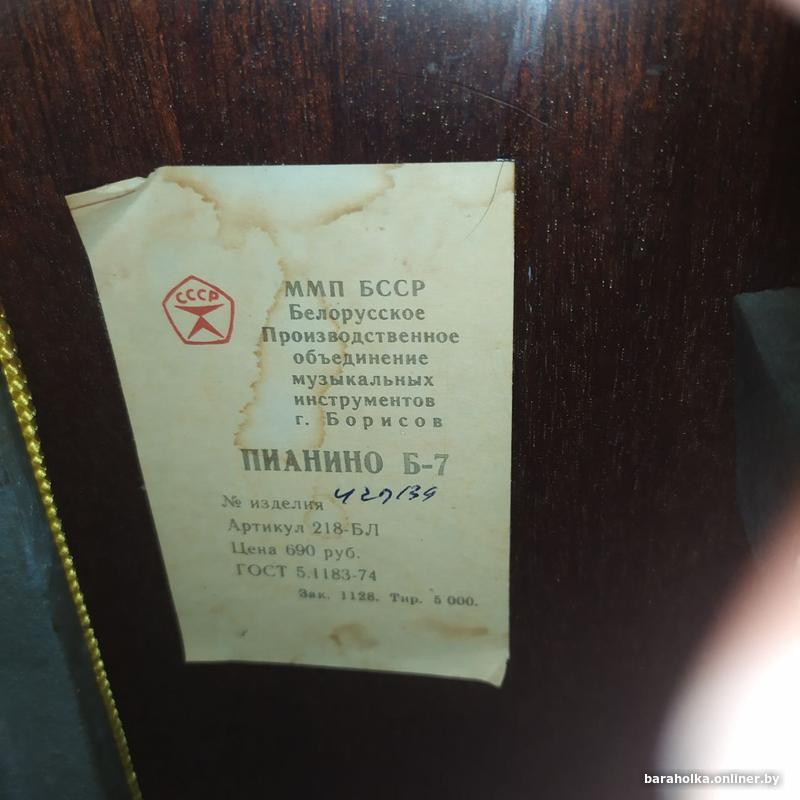 СССР
ММП БССР
Белорусское
Производственное
объединение
музыкальных
инструментов
г. Борисов
ПИАНИНО Б-7
№ изделия
Артикул 218-БЛ
Цена 690 руб.
ГОСТ 5.1183-74
Зак. 1128. Тир. 5 000.
baraholka.onliner.by